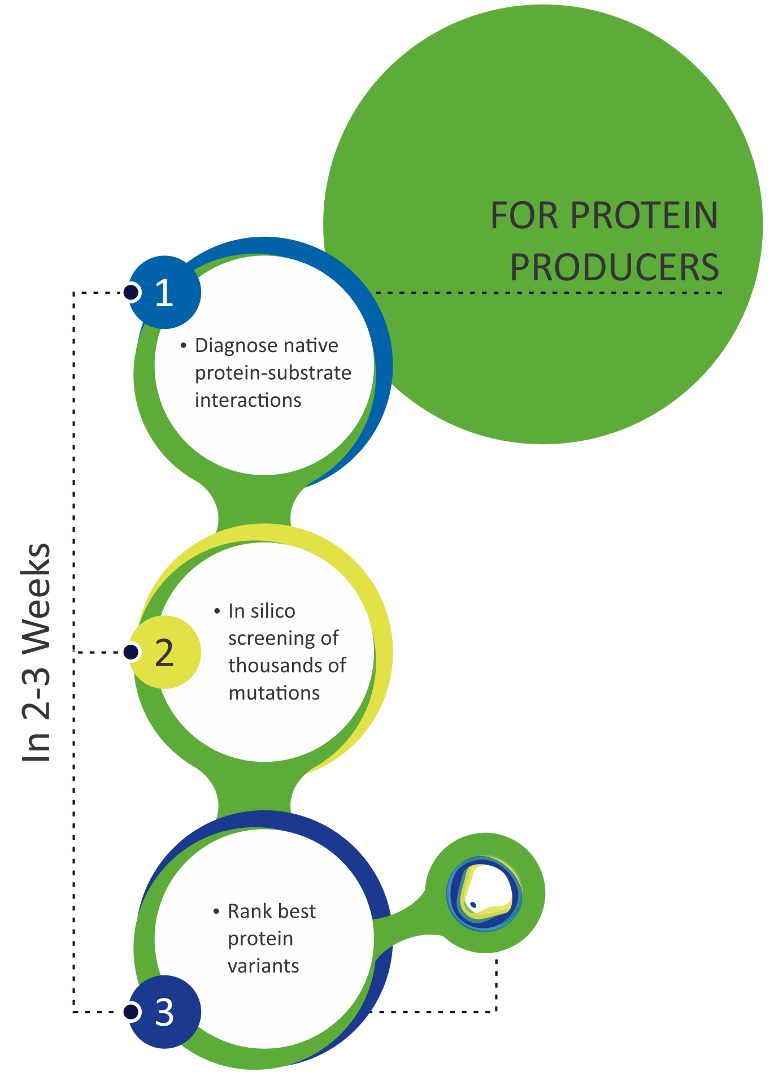 FOR PROTEIN
PRODUCERS
1
• Diagnose native
protein-substrate
interactions
In 2-3 Weeks
2
• In silico
screening of
thousands of
mutations
3
• Rank best
protein
variants